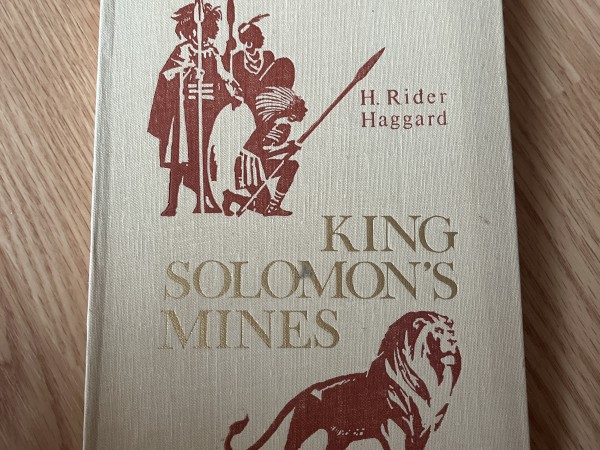 H. Rider
Haggard
KING
SOLOMON'S
MINES